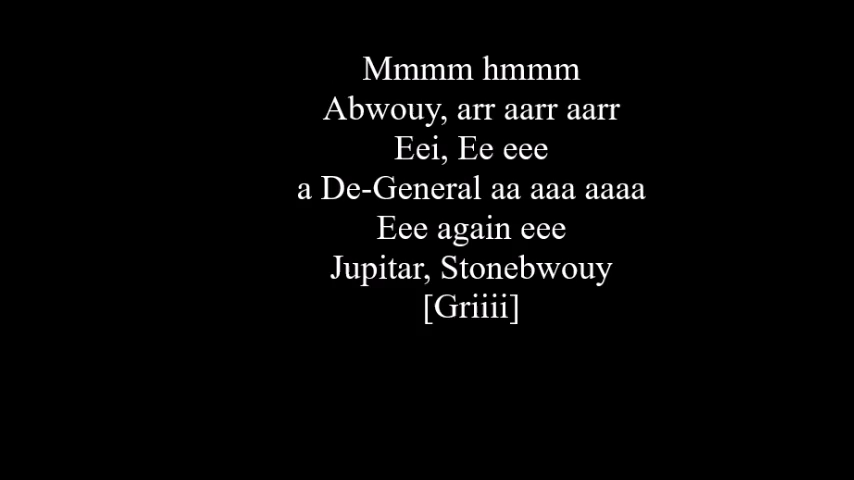 Mmmm hmmm
Abwouy, arr aarr aarr
Eei, Ee eee
a De-General aa aaa aaaa
Eee again eee
Jupitar, Stonebwouy
[Griiii]